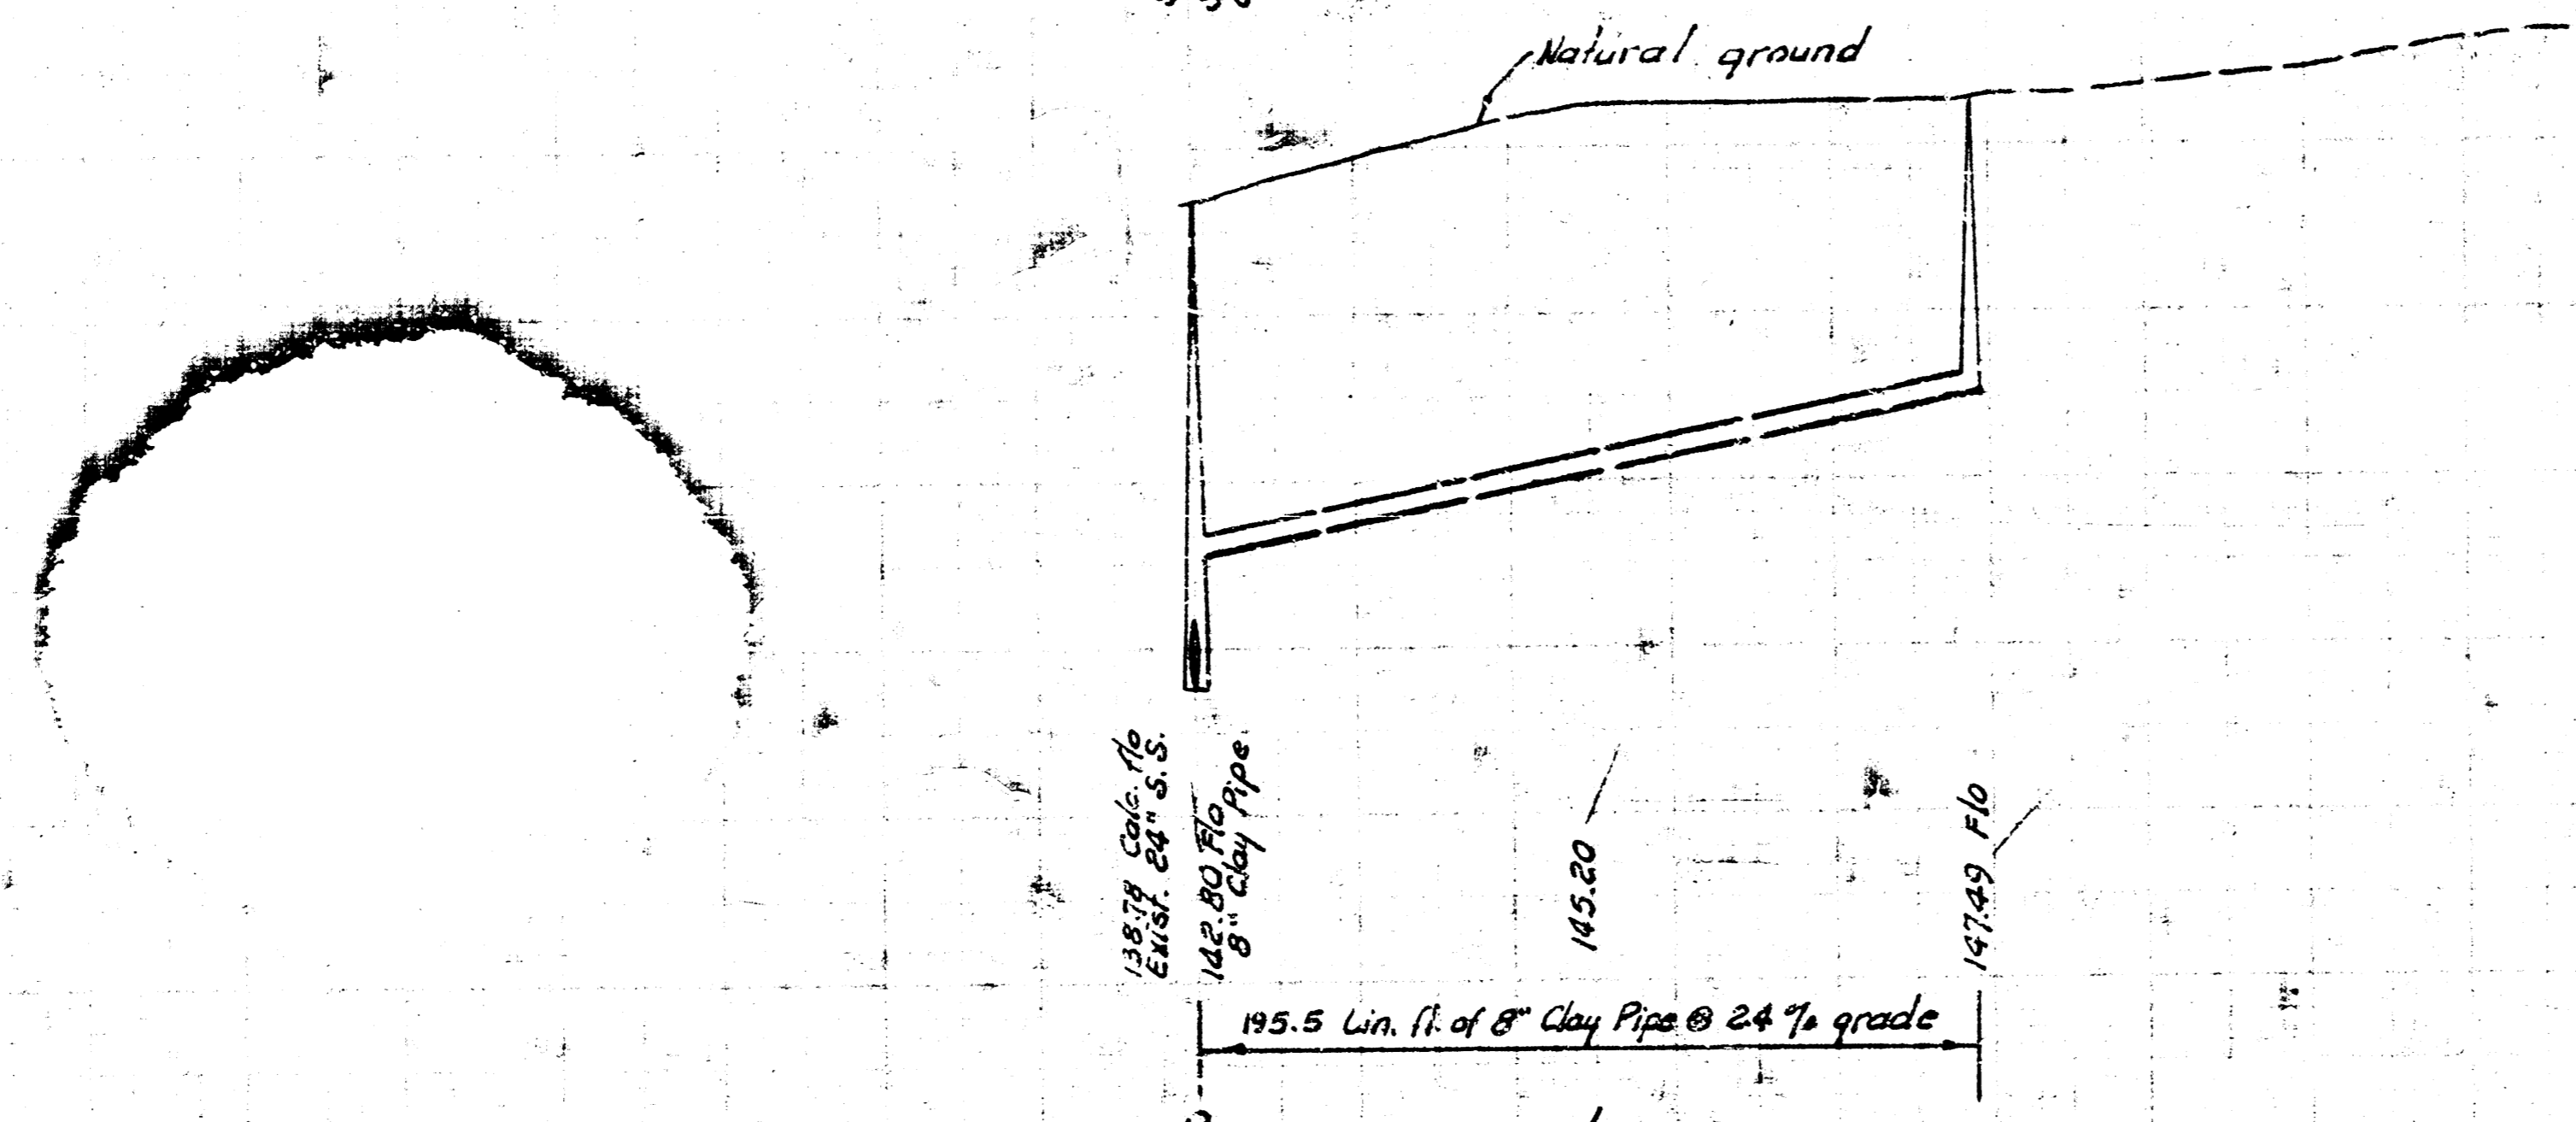 Natural ground
138.79 Calc. Flo
Exist. 24" S.S.
142.80 Flo
8" Clay Pipe
145.20
147.49 Flo
195.5 Lin. ft. of 8" Clay Pipe @ 2.4 % grade